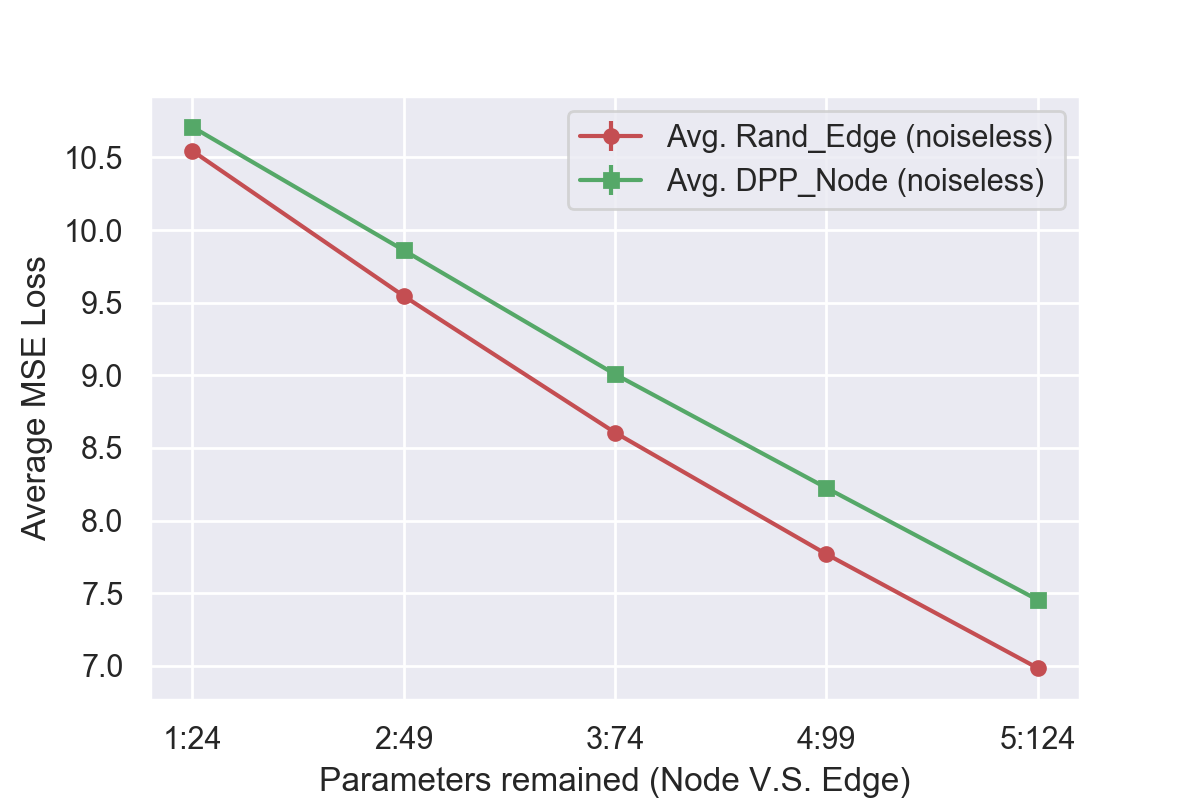 Avg. Rand_Edge (noiseless)
Avg. DPP_Node (noiseless)
Average MSE Loss
10.5
10.0
9.5
9.0
8.5
8.0
7.5
7.0
1:24 2:49 3:74 4:99 5:124
Parameters remained (Node V.S. Edge)